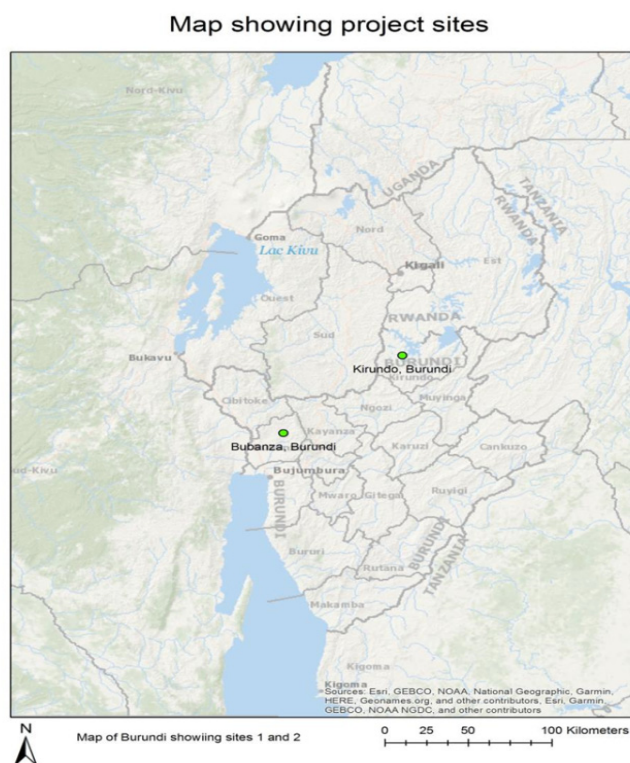 Map showing project sites
Nord-Kivu
UGANDA
TANZANIA
RWANDA
Nord
Goma
Lac Kivu
Kigali
Est
Ouest
RWANDA
Sud
Bukavu
BURUNDI
Kirundo, Burundi
Kirundo
Cibitoke
Muyinga
Ngozi
Kayanza
Bubanza, Burundi
Karuzi
Cankuzo
ud-Kivu
Bujumbura
BURUNDI
Mwaro
Gitega
Ruyigi
Bururi
BURUNDI
TANZANIA
Rutana
Makamba
Kigoma
Kigoma
Sources: Esri, GEBCO, NOAA, National Geographic, Garmin,
HERE, Geonames.org, and other contributors, Esri, Garmin,
GEBCO, NOAA NGDC, and other contributors
N
Map of Burundi showiing sites 1 and 2
0 25 50 100 Kilometers